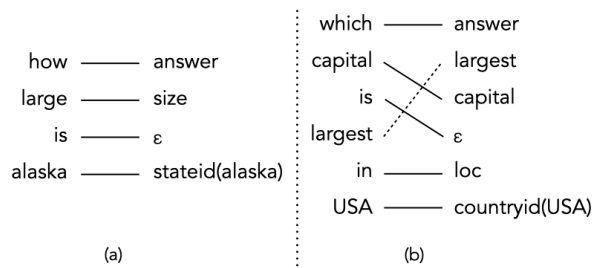 how answer
large size
is ε
alaska stateid(alaska)
(a)
which answer
capital largest
is capital
largest ε
in loc
USA countryid(USA)
(b)